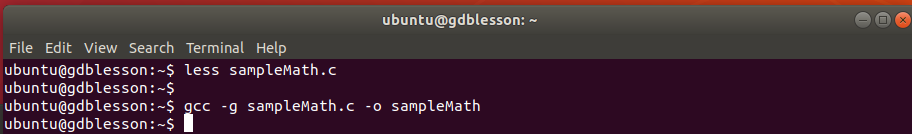 ubuntu@gdblesson: ~
File Edit View Search Terminal Help
ubuntu@gdblesson:~$ less sampleMath.c
ubuntu@gdblesson:~$
ubuntu@gdblesson:~$ gcc -g sampleMath.c -o sampleMath
ubuntu@gdblesson:~$